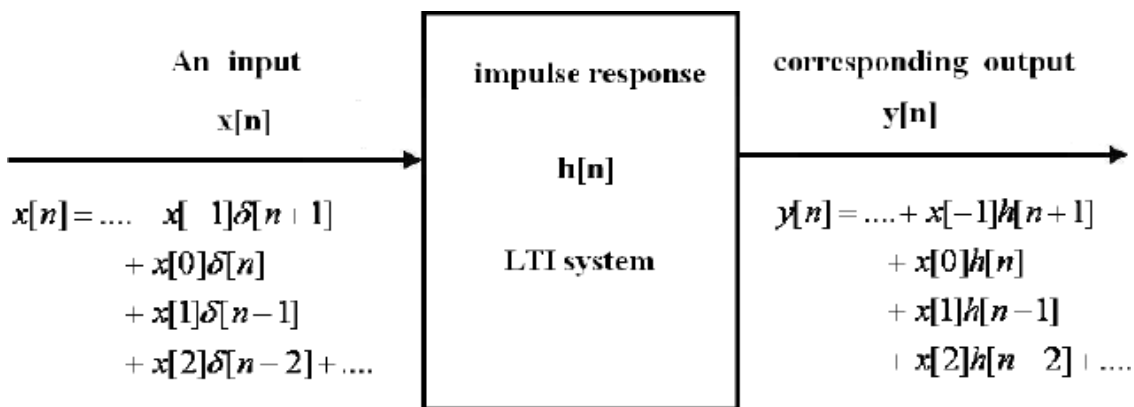 An input
x[n]
x[n] = .... x[ 1]δ[n+1]
+ x[0]δ[n]
+ x[1]δ[n−1]
+ x[2]δ[n−2]+....
impulse response
h[n]
LTI system
corresponding output
y[n]
y[n] = ....+ x[−1]h[n+1]
+ x[0]h[n]
+ x[1]h[n−1]
+ x[2]h[n 2] ....